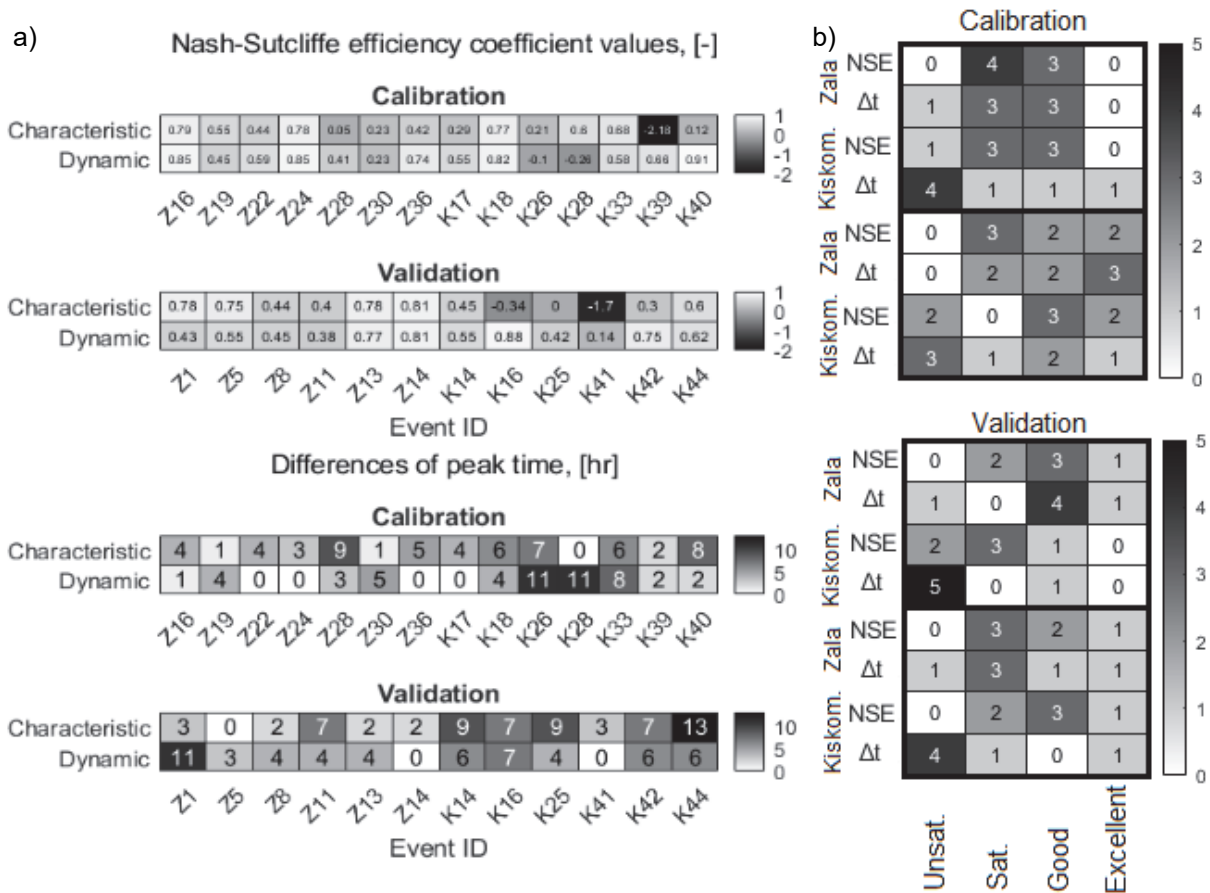 a)
Nash-Sutcliffe efficiency coefficient values, [-]
Calibration
Characteristic 0.79 0.55 0.44 0.78 0.05 0.23 0.42 0.29 0.77 0.21 0.6 0.68 -2.18 0.12
Dynamic 0.85 0.45 0.59 0.85 0.41 0.23 0.74 0.55 0.82 -0.1 -0.26 0.58 0.66 0.91
1
0
-1
-2
Z16 Z19 Z22 Z24 Z28 Z30 Z36 K17 K18 K26 K28 K33 K39 K40
Validation
Characteristic 0.78 0.75 0.44 0.4 0.78 0.81 0.45 -0.34 0 -1.7 0.3 0.6
Dynamic 0.43 0.55 0.45 0.38 0.77 0.81 0.55 0.88 0.42 0.14 0.75 0.62
1
0
-1
-2
Z1 Z5 Z8 Z11 Z13 Z14 K14 K16 K25 K41 K42 K44
Event ID
Differences of peak time, [hr]
Calibration
Characteristic 4 1 4 3 9 1 5 4 6 7 0 6 2 8
Dynamic 1 4 0 0 3 5 0 0 4 11 11 8 2 2
10
5
0
Z16 Z19 Z22 Z24 Z28 Z30 Z36 K17 K18 K26 K28 K33 K39 K40
Validation
Characteristic 3 0 2 7 2 2 9 7 9 3 7 13
Dynamic 11 3 4 4 4 0 6 7 4 0 6 6
10
5
0
Z1 Z5 Z8 Z11 Z13 Z14 K14 K16 K25 K41 K42 K44
Event ID
b)
Calibration
Zala
NSE 0 4 3 0
Δt 1 3 3 0
Kiskom.
NSE 1 3 3 0
Δt 4 1 1 1
Zala
NSE 0 3 2 2
Δt 0 2 2 3
Kiskom.
NSE 2 0 3 2
Δt 3 1 2 1
5
4
3
2
1
0
Validation
Zala
NSE 0 2 3 1
Δt 1 0 4 1
Kiskom.
NSE 2 3 1 0
Δt 5 0 1 0
Zala
NSE 0 3 2 1
Δt 1 3 1 1
Kiskom.
NSE 0 2 3 1
Δt 4 1 0 1
5
4
3
2
1
0
Unsat. Sat. Good Excellent